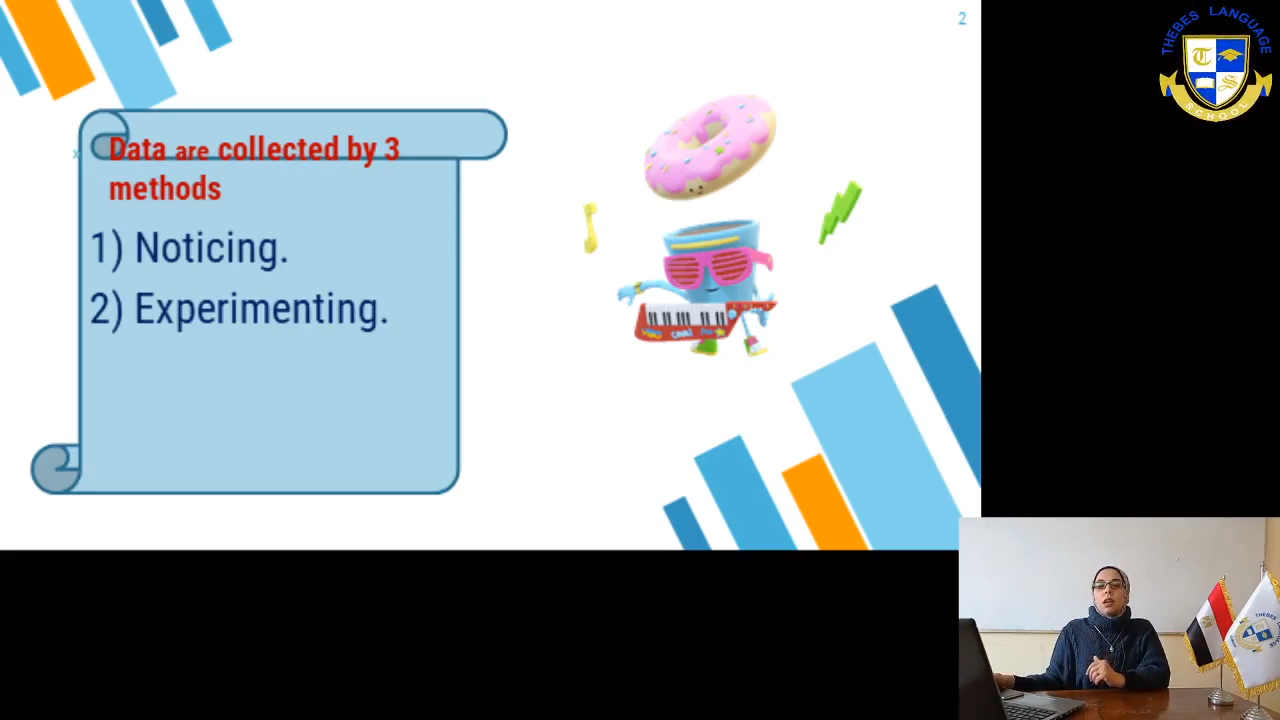 2
THEBES LANGUAGE
SCHOOL
x
Data are collected by 3
methods
1) Noticing.
2) Experimenting.